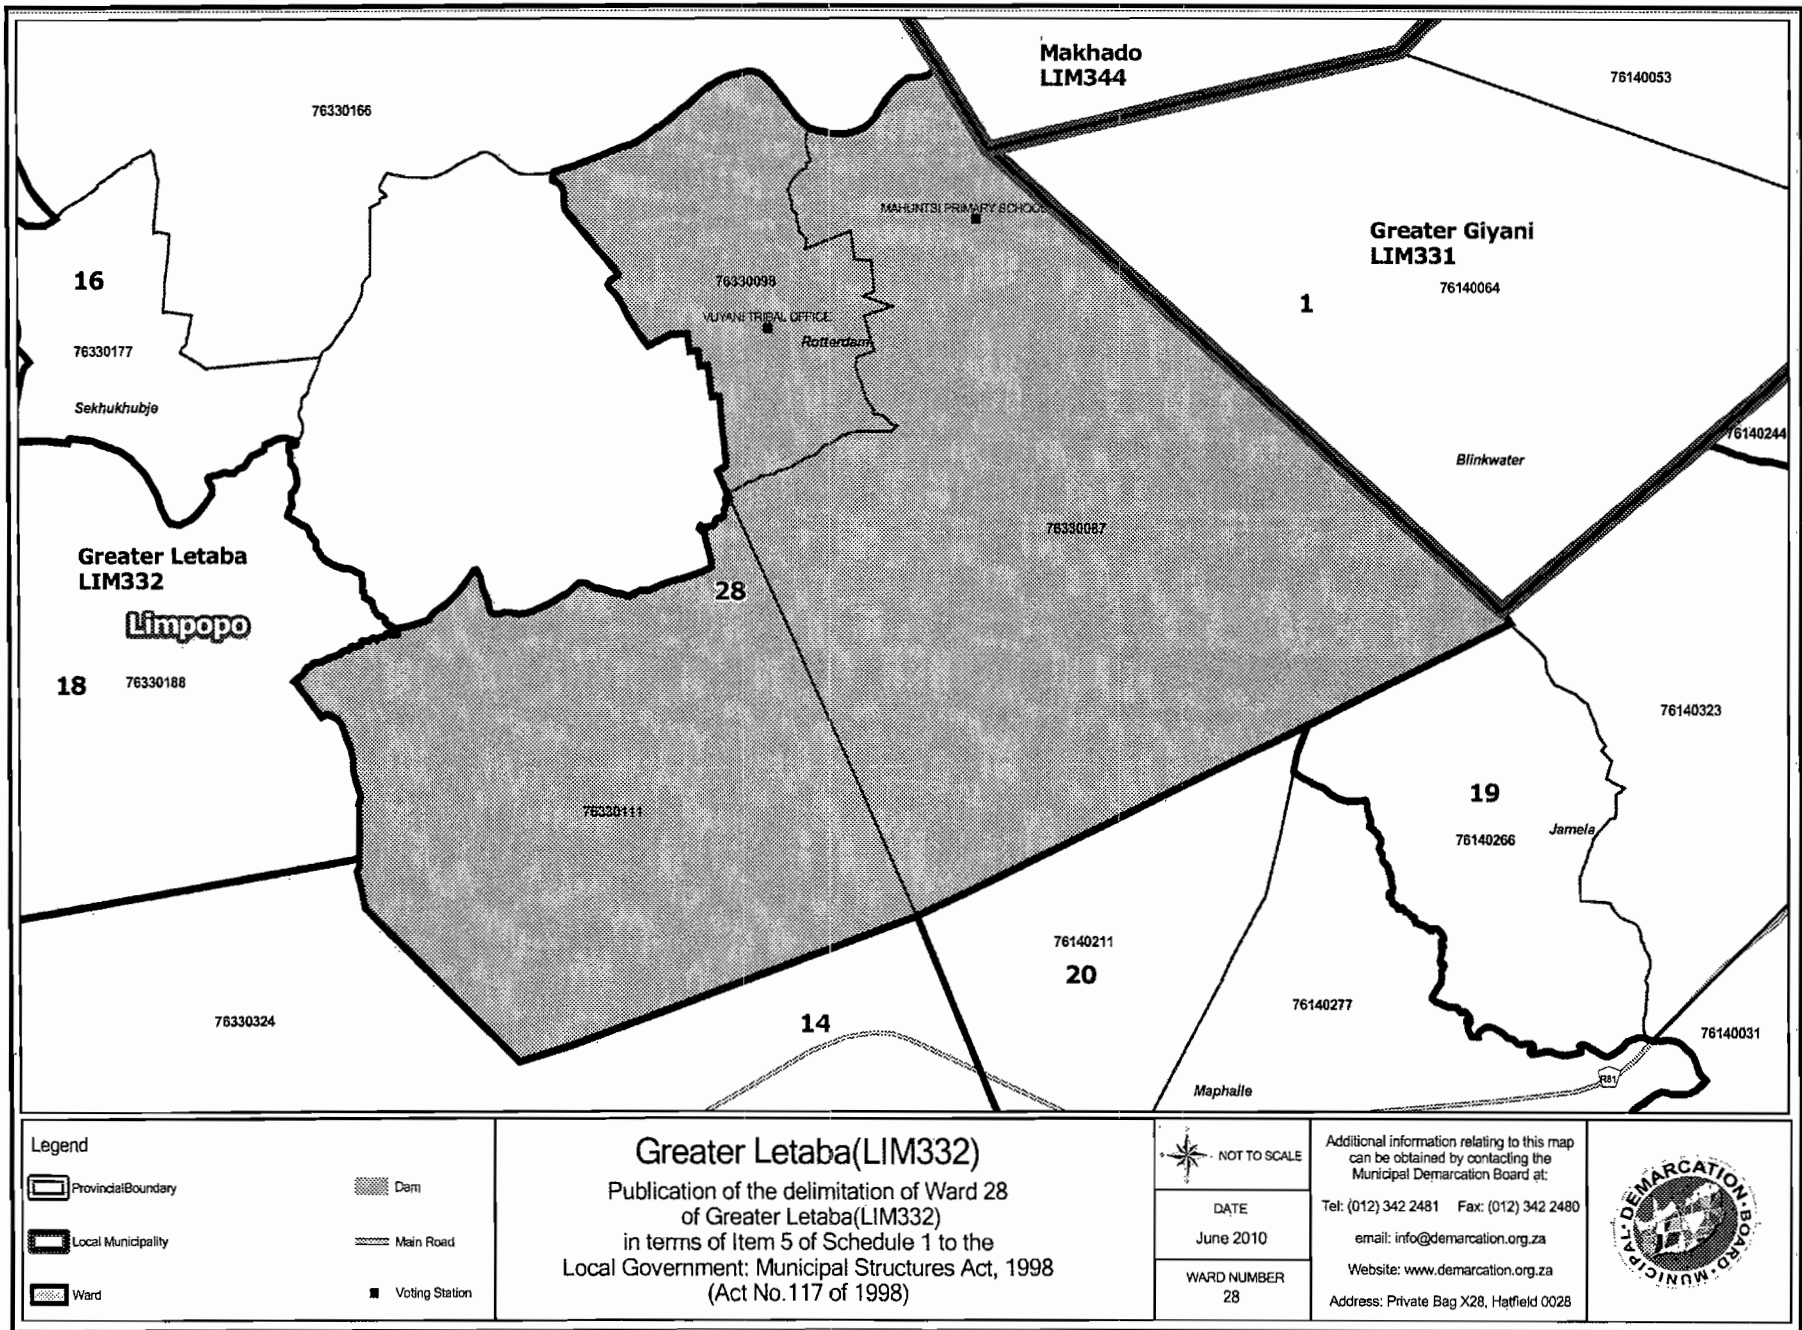 Makhado
LIM344
76140053
76330166
MAHUNTSI PRIMARY SCHOOL
Greater Giyani
LIM331
16
76330098
76140064
1
VUYANI TRIBAL OFFICE
Rotterdam
76330177
Sekhukhubje
76140244
Blinkwater
76330087
Greater Letaba
LIM332
28
Limpopo
18
76330188
76140323
19
76330111
Jamela
76140266
76140211
20
76140277
76330324
14
76140031
R81
Maphalle
Legend
ProvincialBoundary
Dam
Local Municipality
Main Road
Ward
Voting Station
Greater Letaba(LIM332)
Publication of the delimitation of Ward 28
of Greater Letaba(LIM332)
in terms of Item 5 of Schedule 1 to the
Local Government: Municipal Structures Act, 1998
(Act No.117 of 1998)
NOT TO SCALE
DATE
June 2010
WARD NUMBER
28
Additional information relating to this map
can be obtained by contacting the
Municipal Demarcation Board at:
Tel: (012) 342 2481 Fax: (012) 342 2480
email: info@demarcation.org.za
Website: www.demarcation.org.za
Address: Private Bag X28, Hatfield 0028
MUNICIPAL DEMARCATION BOARD